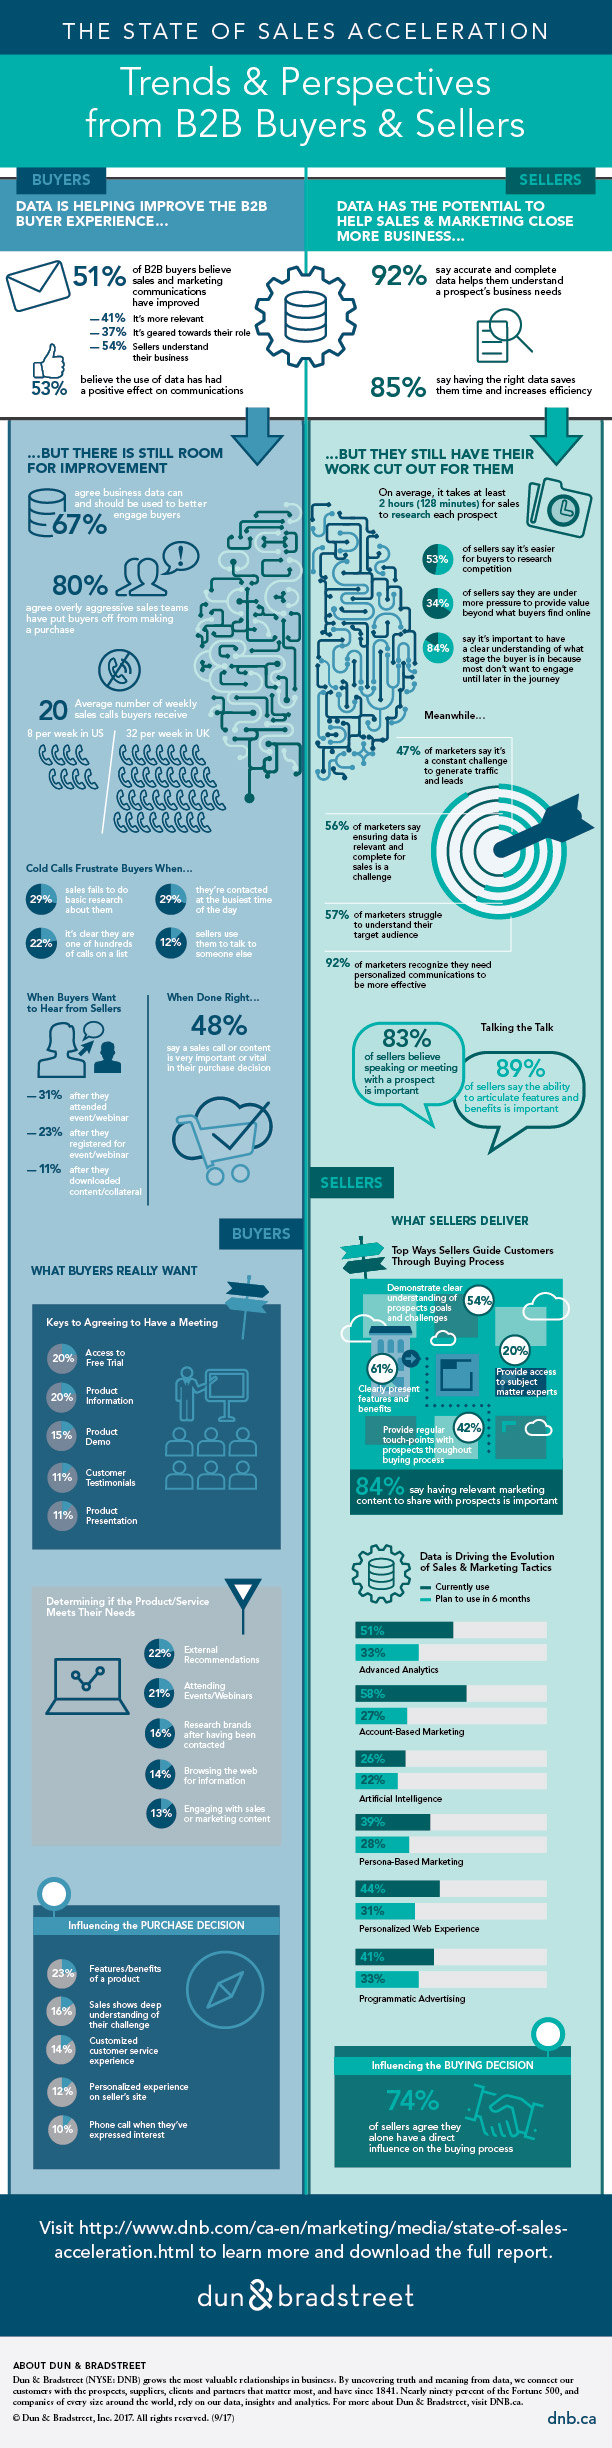 THE STATE OF SALES ACCELERATION
Trends & Perspectives
from B2B Buyers & Sellers
BUYERS
DATA IS HELPING IMPROVE THE B2B
BUYER EXPERIENCE...
51%
of B2B buyers believe
sales and marketing
communications
have improved
— 41% It's more relevant
— 37% It's geared towards their role
— 54% Sellers understand
their business
53%
believe the use of data has had
a positive effect on communications
SELLERS
DATA HAS THE POTENTIAL TO
HELP SALES & MARKETING CLOSE
MORE BUSINESS...
92%
say accurate and complete
data helps them understand
a prospect's business needs
85%
say having the right data saves
them time and increases efficiency
...BUT THERE IS STILL ROOM
FOR IMPROVEMENT
67%
agree business data can
and should be used to better
engage buyers
80%
agree overly aggressive sales teams
have put buyers off from making
a purchase
20
Average number of weekly
sales calls buyers receive
8 per week in US
32 per week in UK
Cold Calls Frustrate Buyers When...
29%
sales fails to do
basic research
about them
29%
they're contacted
at the busiest time
of the day
22%
it's clear they are
one of hundreds
of calls on a list
12%
sellers use
them to talk to
someone else
When Buyers Want
to Hear from Sellers
— 31% after they
attended
event/webinar
— 23% after they
registered for
event/webinar
— 11% after they
downloaded
content/collateral
When Done Right...
48%
say a sales call or content
is very important or vital
in their purchase decision
...BUT THEY STILL HAVE THEIR
WORK CUT OUT FOR THEM
On average, it takes at least
2 hours (128 minutes) for sales
to research each prospect
53%
of sellers say it's easier
for buyers to research
competition
34%
of sellers say they are under
more pressure to provide value
beyond what buyers find online
84%
say it's important to have
a clear understanding of what
stage the buyer is in because
most don't want to engage
until later in the journey
Meanwhile...
47% of marketers say it's
a constant challenge
to generate traffic
and leads
56% of marketers say
ensuring data is
relevant and
complete for
sales is a
challenge
57% of marketers struggle
to understand their
target audience
92% of marketers recognize they need
personalized communications to
be more effective
83%
of sellers believe
speaking or meeting
with a prospect
is important
Talking the Talk
89%
of sellers say the ability
to articulate features and
benefits is important
BUYERS
WHAT BUYERS REALLY WANT
Keys to Agreeing to Have a Meeting
20%
Access to
Free Trial
20%
Product
Information
15%
Product
Demo
11%
Customer
Testimonials
11%
Product
Presentation
Determining if the Product/Service
Meets Their Needs
22%
External
Recommendations
21%
Attending
Events/Webinars
16%
Research brands
after having been
contacted
14%
Browsing the web
for information
13%
Engaging with sales
or marketing content
Influencing the PURCHASE DECISION
23%
Features/benefits
of a product
16%
Sales shows deep
understanding of
their challenge
14%
Customized
customer service
experience
12%
Personalized experience
on seller's site
10%
Phone call when they've
expressed interest
SELLERS
WHAT SELLERS DELIVER
Top Ways Sellers Guide Customers
Through Buying Process
Demonstrate clear
understanding of
prospects goals
and challenges
54%
20%
Provide access
to subject
matter experts
61%
Clearly present
features and
benefits
Provide regular
touch-points with
prospects throughout
buying process
42%
84% say having relevant marketing
content to share with prospects is important
Data is Driving the Evolution
of Sales & Marketing Tactics
Currently use
Plan to use in 6 months
51%
33%
Advanced Analytics
58%
27%
Account-Based Marketing
26%
22%
Artificial Intelligence
39%
28%
Persona-Based Marketing
44%
31%
Personalized Web Experience
41%
33%
Programmatic Advertising
Influencing the BUYING DECISION
74%
of sellers agree they
alone have a direct
influence on the buying process
Visit http://www.dnb.com/ca-en/marketing/media/state-of-sales-
acceleration.html to learn more and download the full report.
dun & bradstreet
ABOUT DUN & BRADSTREET
Dun & Bradstreet (NYSE: DNB) grows the most valuable relationships in business. By uncovering truth and meaning from data, we connect our
customers with the prospects, suppliers, clients and partners that matter most, and have since 1841. Nearly ninety percent of the Fortune 500, and
companies of every size around the world, rely on our data, insights and analytics. For more about Dun & Bradstreet, visit DNB.ca.
© Dun & Bradstreet, Inc. 2017. All rights reserved. (9/17)
dnb.ca